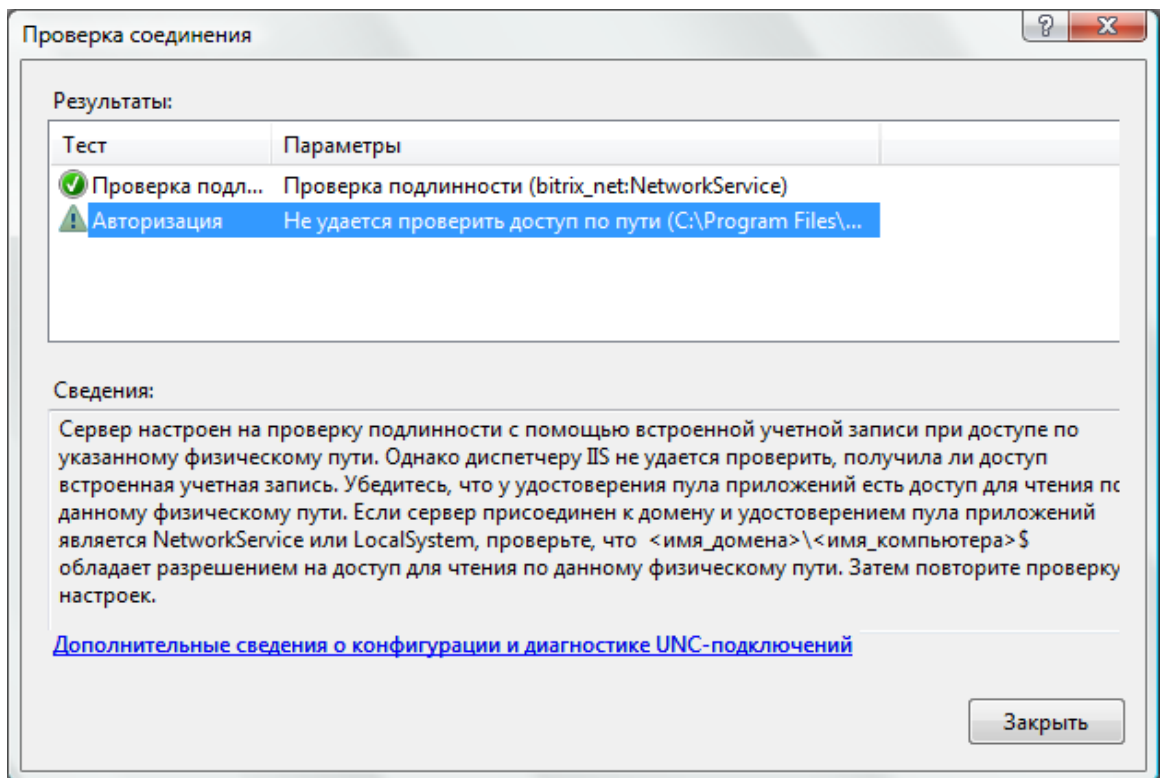 Проверка соединения
Результаты:
Тест Параметры
Проверка подл... Проверка подлинности (bitrix_net:NetworkService)
Авторизация Не удается проверить доступ по пути (C:\Program Files\...
Сведения:
Сервер настроен на проверку подлинности с помощью встроенной учетной записи при доступе по
указанному физическому пути. Однако диспетчеру IIS не удается проверить, получила ли доступ
встроенная учетная запись. Убедитесь, что у удостоверения пула приложений есть доступ для чтения по
данному физическому пути. Если сервер присоединен к домену и удостоверением пула приложений
является NetworkService или LocalSystem, проверьте, что <имя_домена>\<имя_компьютера>$
обладает разрешением на доступ для чтения по данному физическому пути. Затем повторите проверку
настроек.
Дополнительные сведения о конфигурации и диагностике UNC-подключений
Закрыть